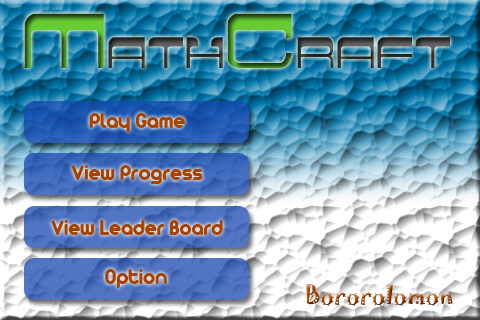 MathCraft
Play Game
View Progress
View Leader Board
Option
Bororolomon